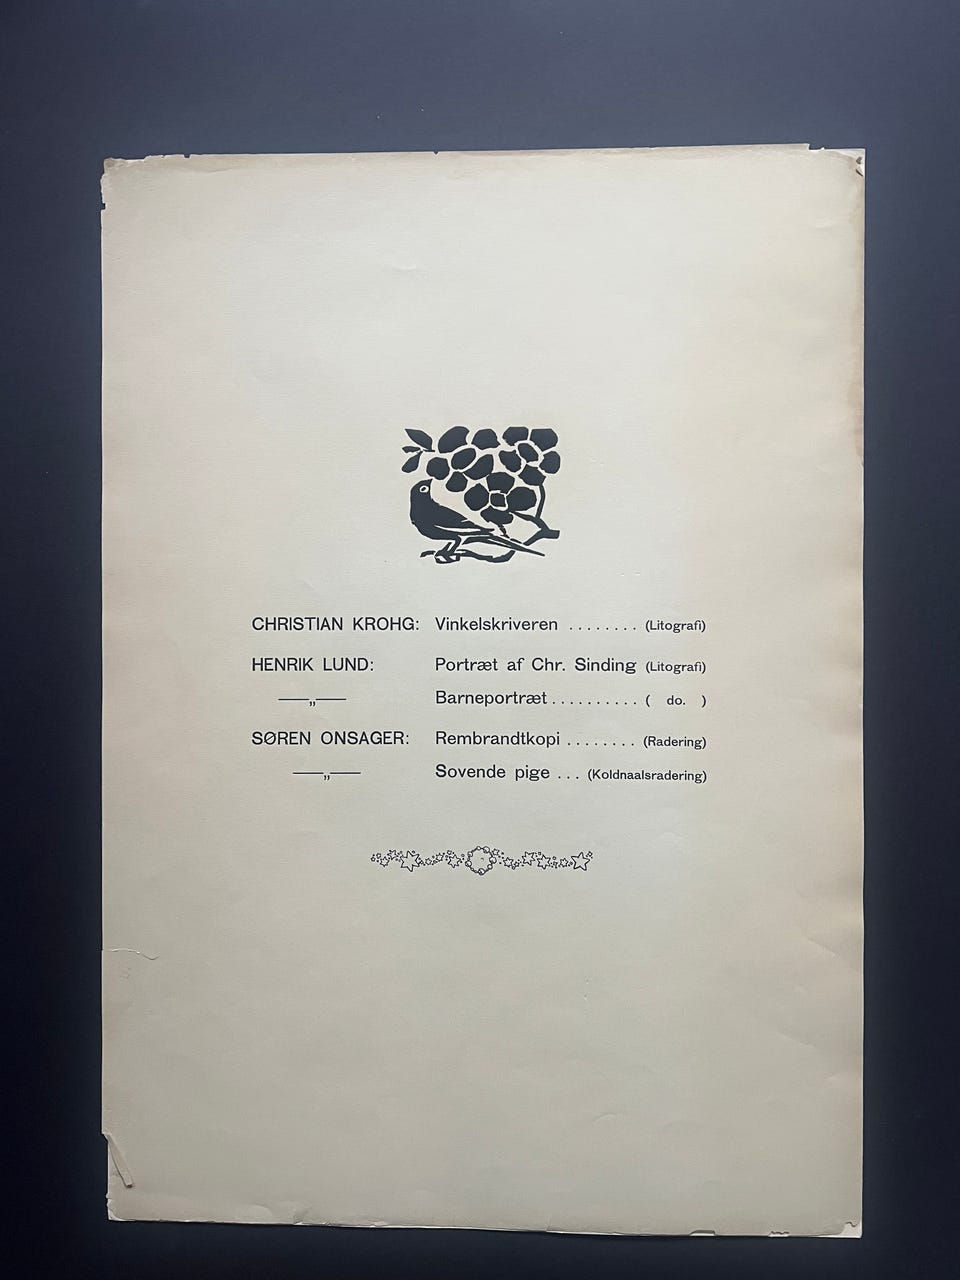 CHRISTIAN KROHG: Vinkelskriveren ........ (Litografi)
HENRIK LUND: Portræt af Chr. Sinding (Litografi)
—„— Barneportræt .......... ( do. )
SØREN ONSAGER: Rembrandtkopi ........ (Radering)
—„— Sovende pige ... (Koldnaalsradering)